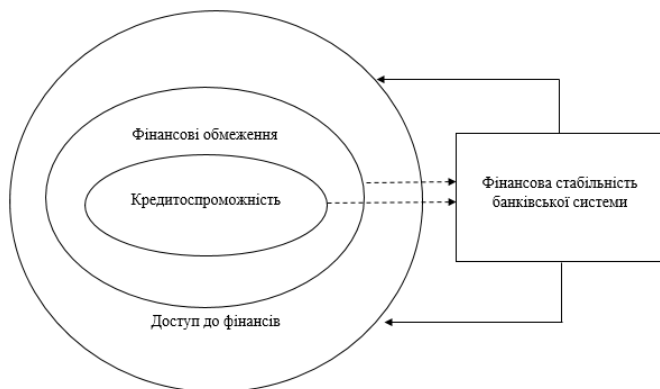 Фінансові обмеження
Кредитоспроможність
Фінансова стабільність
банківської системи
Доступ до фінансів